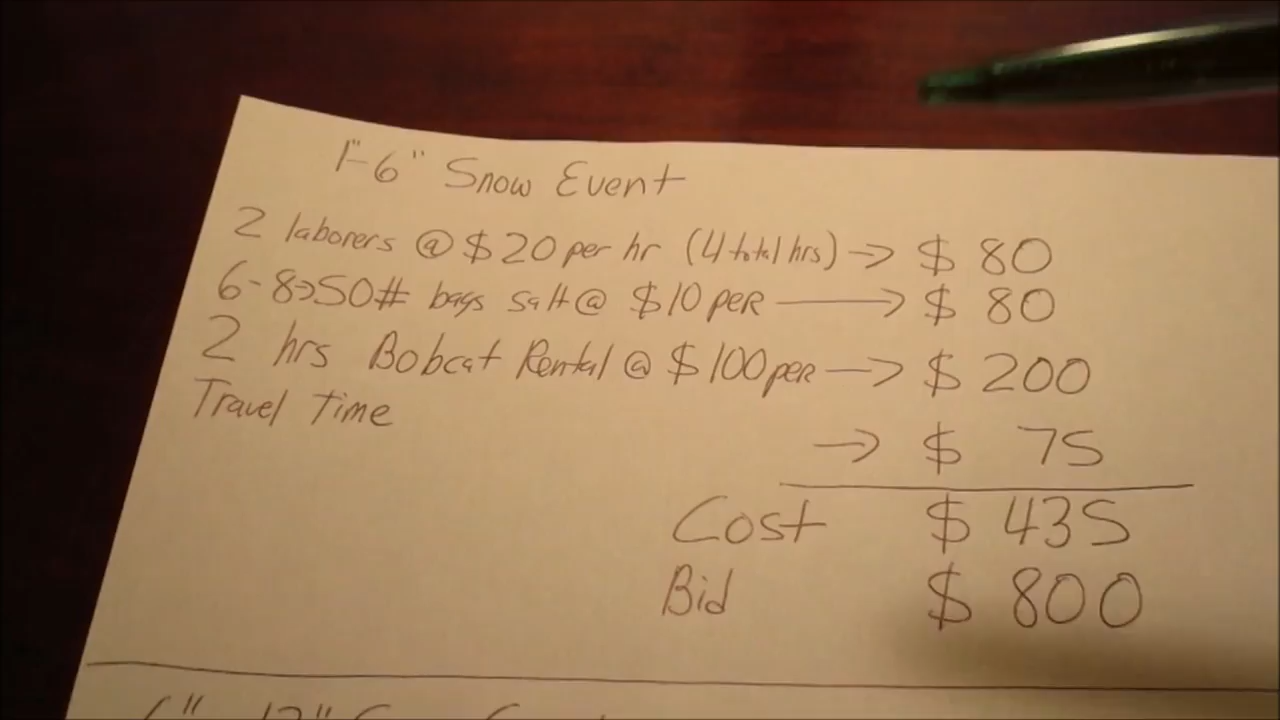 1"-6" Snow Event
2 laborers @ $20 per hr (4 total hrs) → $ 80
6-8→50# bags salt @ $10 per → $ 80
2 hrs Bobcat Rental @ $100 per → $ 200
Travel Time
→ $ 75
Cost $ 435
Bid $ 800